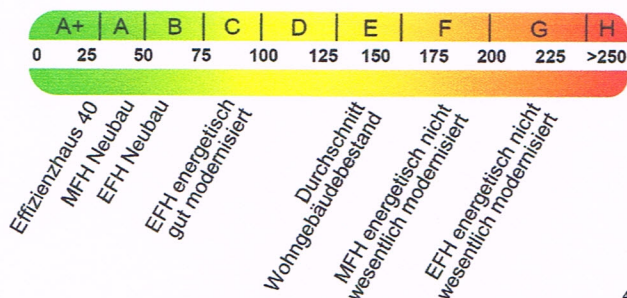 A+ A B C D E F G H
0 25 50 75 100 125 150 175 200 225 >250
Effizienzhaus 40
MFH Neubau
EFH Neubau
EFH energetisch
gut modernisiert
Durchschnitt
Wohngebäudebestand
MFH energetisch nicht
wesentlich modernisiert
EFH energetisch nicht
wesentlich modernisiert